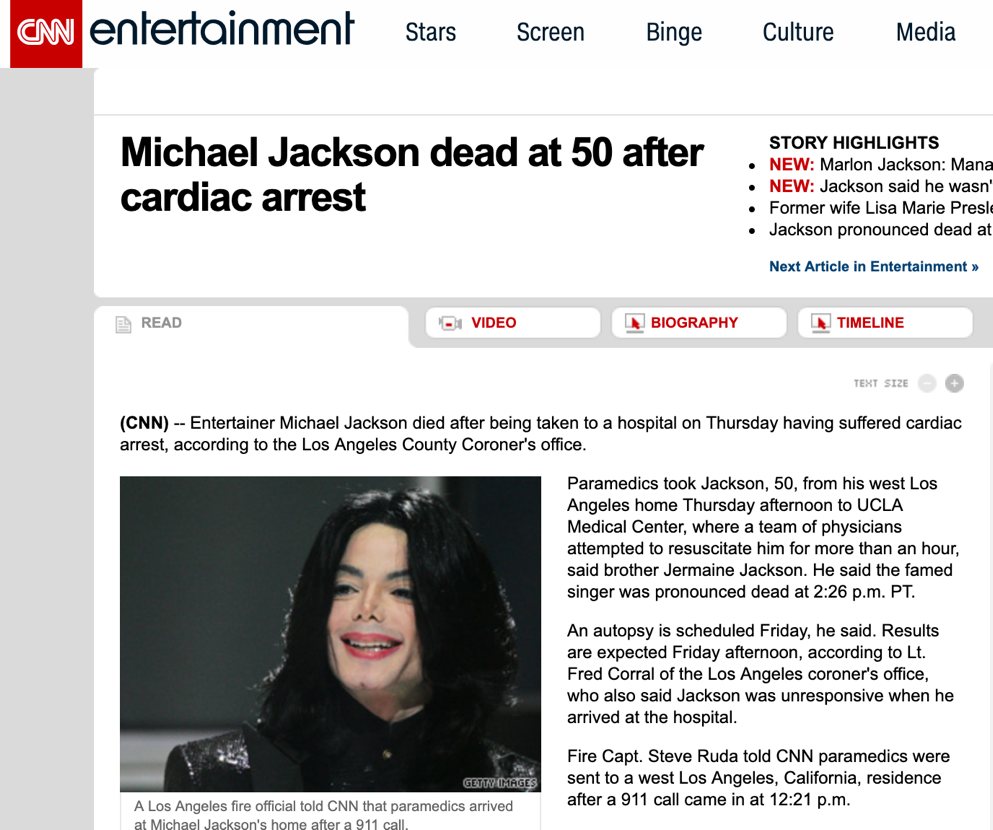 CNN entertainment Stars Screen Binge Culture Media
Michael Jackson dead at 50 after
cardiac arrest
STORY HIGHLIGHTS
NEW: Marlon Jackson: Mana
NEW: Jackson said he wasn'
Former wife Lisa Marie Presle
Jackson pronounced dead at
Next Article in Entertainment »
READ VIDEO BIOGRAPHY TIMELINE
TEXT SIZE
(CNN) -- Entertainer Michael Jackson died after being taken to a hospital on Thursday having suffered cardiac
arrest, according to the Los Angeles County Coroner's office.
GETTY IMAGES
A Los Angeles fire official told CNN that paramedics arrived
at Michael Jackson's home after a 911 call.
Paramedics took Jackson, 50, from his west Los
Angeles home Thursday afternoon to UCLA
Medical Center, where a team of physicians
attempted to resuscitate him for more than an hour,
said brother Jermaine Jackson. He said the famed
singer was pronounced dead at 2:26 p.m. PT.
An autopsy is scheduled Friday, he said. Results
are expected Friday afternoon, according to Lt.
Fred Corral of the Los Angeles coroner's office,
who also said Jackson was unresponsive when he
arrived at the hospital.
Fire Capt. Steve Ruda told CNN paramedics were
sent to a west Los Angeles, California, residence
after a 911 call came in at 12:21 p.m.